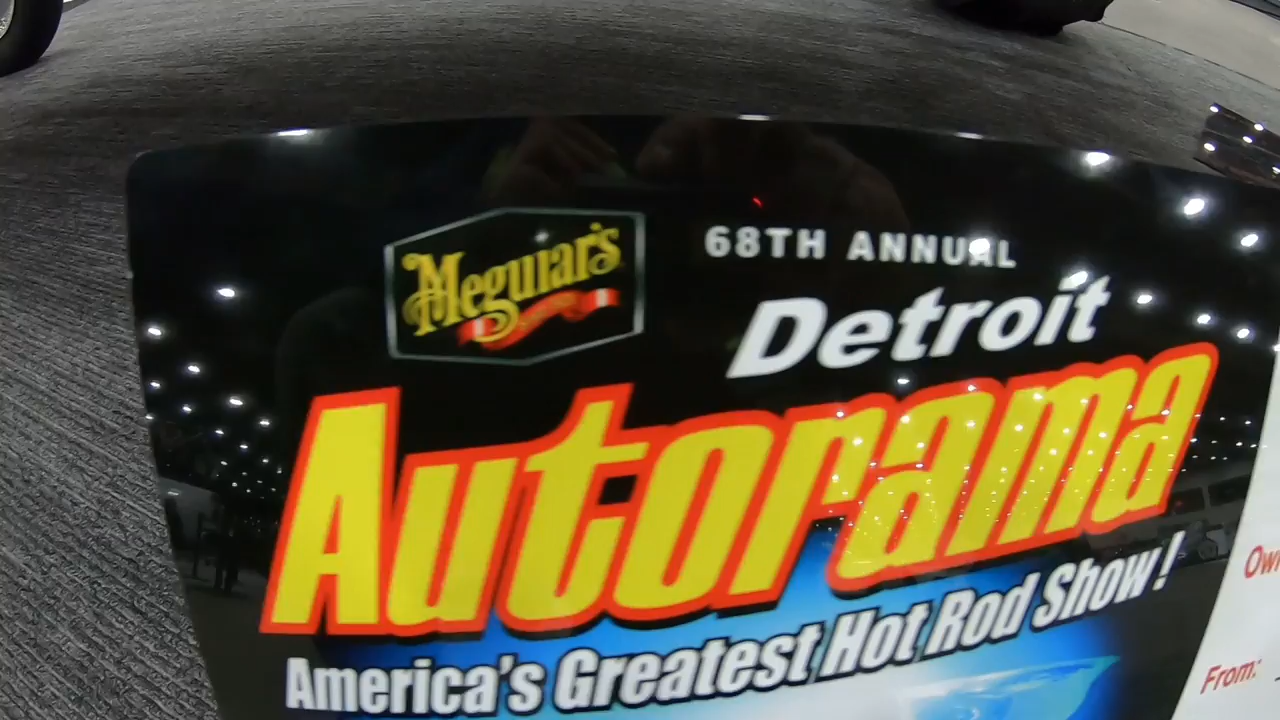 Meguiar's
68TH ANNUAL
Detroit
Autorama
America's Greatest Hot Rod Show!
From: